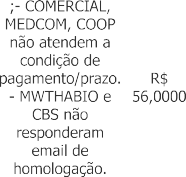 ;- COMERCIAL,
MEDCOM, COOP
não atendem a
condição de
pagamento/prazo. R$
- MWTHABIO e 56,0000
CBS não
responderam
email de
homologação.